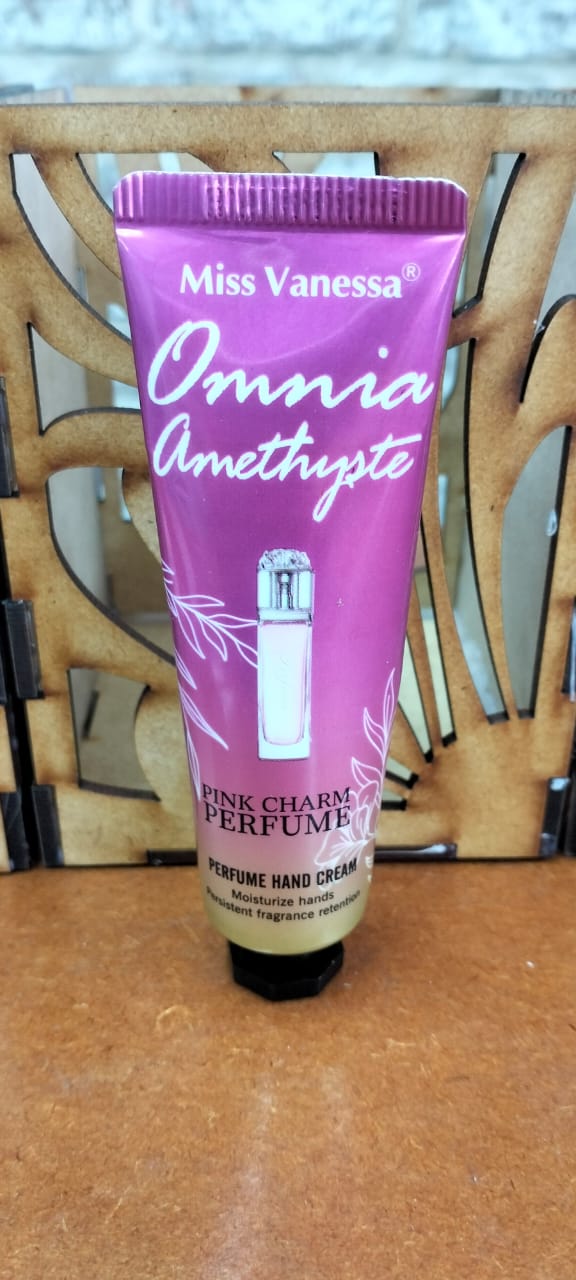 Miss Vanessa®
Omnia
Amethyste
PINK CHARM
PERFUME
PERFUME HAND CREAM
Moisturize hands
Persistent fragrance retention